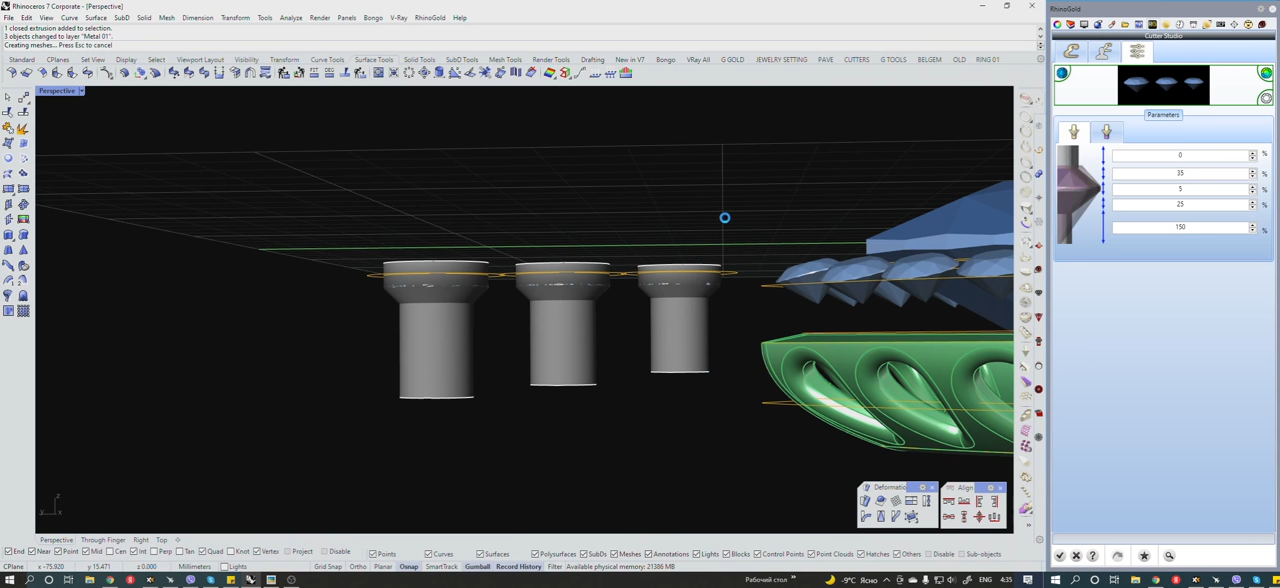 Rhinoceros 7 Corporate - [Perspective]
File Edit View Curve Surface SubD Solid Mesh Dimension Transform Tools Analyze Render Panels Bongo V-Ray RhinoGold Help
1 closed extrusion added to selection.
3 objects changed to layer "Metal 01".
Creating meshes... Press Esc to cancel
Standard CPlanes Set View Display Select Viewport Layout Visibility Transform Curve Tools Surface Tools Solid Tools SubD Tools Mesh Tools Render Tools Drafting New in V7 Bongo VRay All G GOLD JEWELRY SETTING PAVE CUTTERS G TOOLS BELGEM OLD RING 01
Perspective
RhinoGold
Cutter Studio
Parameters
0 %
35 %
5 %
25 %
150 %
z
y x
Deformatio
Align
Perspective Through Finger Right Top
End Near Point Mid Cen Int Perp Tan Quad Knot Vertex Project Disable Points Curves Surfaces Polysurfaces SubDs Meshes Annotations Lights Blocks Control Points Point Clouds Hatches Others Disable Sub-objects
CPlane x -75.920 y 15.471 z 0.000 Millimeters Lights Grid Snap Ortho Planar Osnap SmartTrack Gumball Record History Filter Available physical memory: 21386 MB
Рабочий стол -9°C Ясно ENG 4:35
ENG 4:35